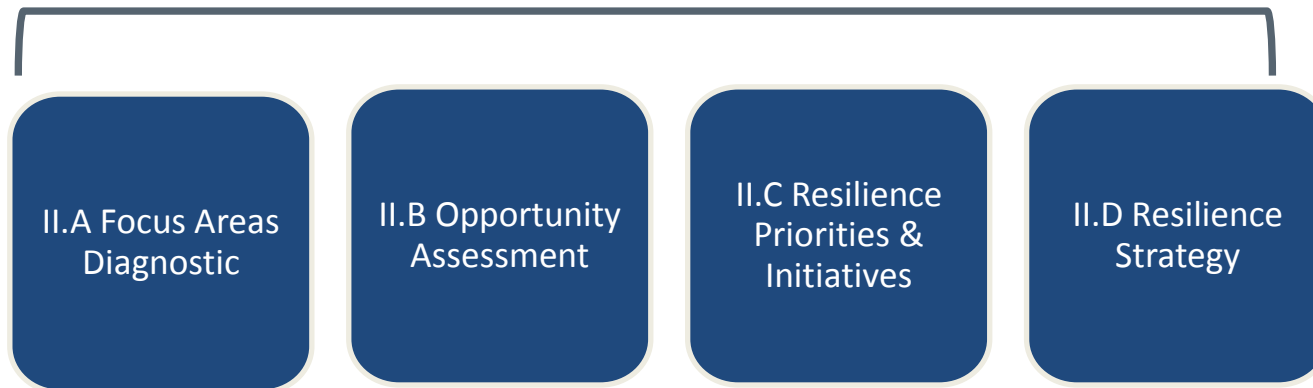 II.A Focus Areas
Diagnostic
II.B Opportunity
Assessment
II.C Resilience
Priorities &
Initiatives
II.D Resilience
Strategy